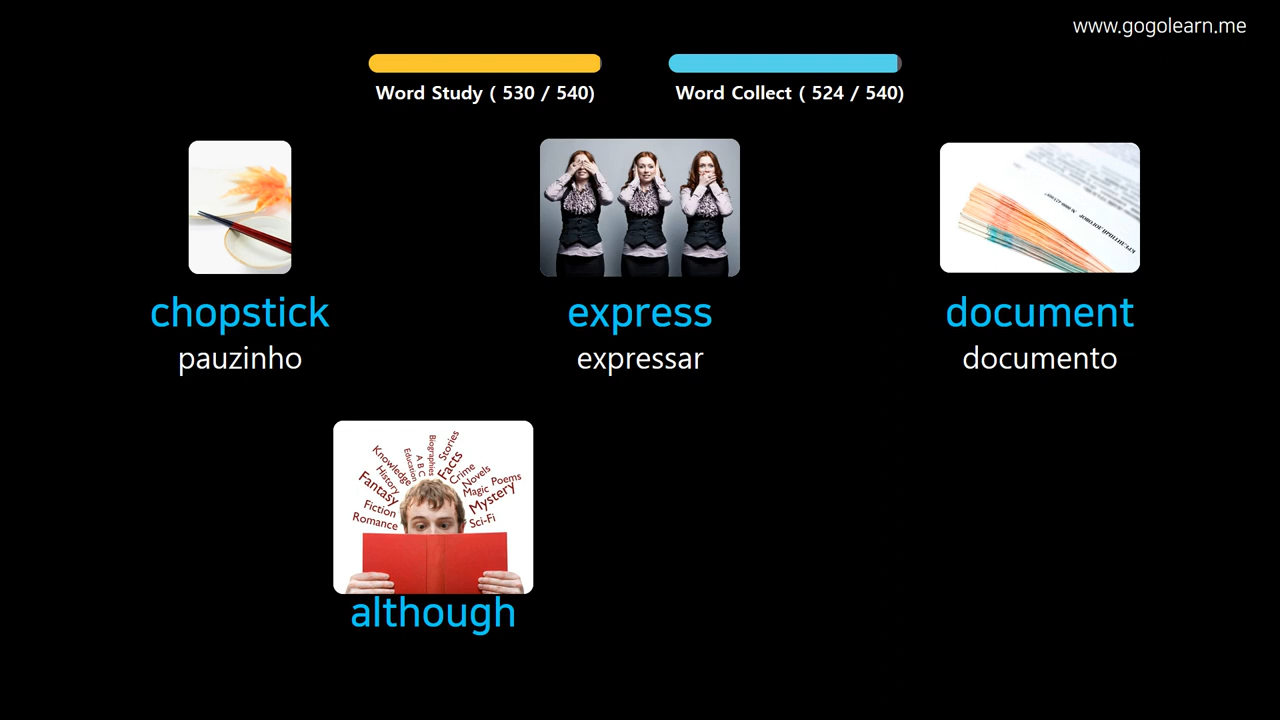 www.gogolearn.me
Word Study ( 530 / 540)
Word Collect ( 524 / 540)
chopstick
pauzinho
express
expressar
document
documento
Stories
Biographies
Facts
A B C
Education
Knowledge
History
Fantasy
Fiction
Romance
Crime
Novels
Magic
Poems
Mystery
Sci-Fi
although